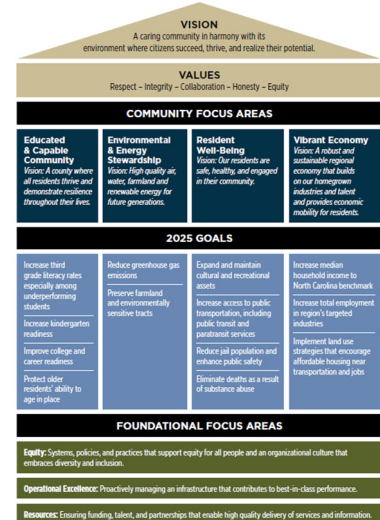 VISION
A caring community in harmony with its
environment where citizens succeed, thrive, and realize their potential.
VALUES
Respect – Integrity – Collaboration – Honesty – Equity
COMMUNITY FOCUS AREAS
Educated
& Capable
Community
Vision: A county where
all residents thrive and
demonstrate resilience
throughout their lives.
Environmental
& Energy
Stewardship
Vision: High quality air,
water, farmland and
renewable energy for
future generations.
Resident
Well-Being
Vision: Our residents are
safe, healthy, and engaged
in their community.
Vibrant Economy
Vision: A robust and
sustainable regional
economy that builds
on our homegrown
industries and talent
and provides economic
mobility for residents.
2025 GOALS
Increase third
grade literacy rates
especially among
underperforming
students
Increase kindergarten
readiness
Improve college and
career readiness
Protect older
residents' ability to
age in place
Reduce greenhouse gas
emissions
Preserve farmland
and environmentally
sensitive tracts
Expand and maintain
cultural and recreational
assets
Increase access to public
transportation, including
public transit and
paratransit services
Reduce jail population and
enhance public safety
Eliminate deaths as a result
of substance abuse
Increase median
household income to
North Carolina benchmark
Increase total employment
in region's targeted
industries
Implement land use
strategies that encourage
affordable housing near
transportation and jobs
FOUNDATIONAL FOCUS AREAS
Equity: Systems, policies, and practices that support equity for all people and an organizational culture that
embraces diversity and inclusion.
Operational Excellence: Proactively managing an infrastructure that contributes to best-in-class performance.
Resources: Ensuring funding, talent, and partnerships that enable high quality delivery of services and information.